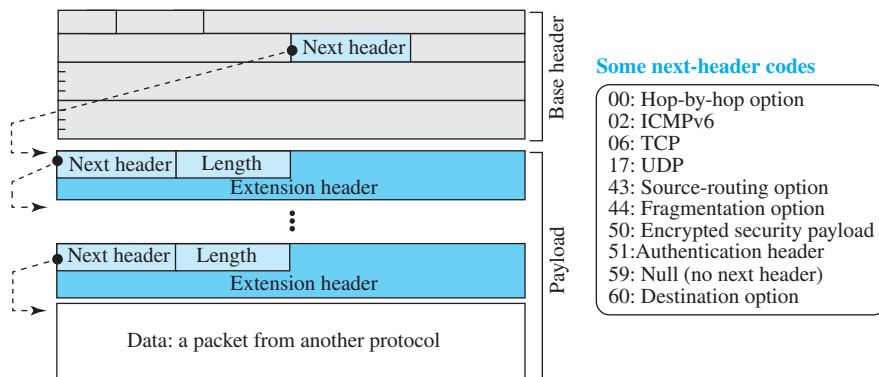 Next header
Base header
Next header
Length
Extension header
Next header
Length
Extension header
Data: a packet from another protocol
Payload
Some next-header codes
00: Hop-by-hop option
02: ICMPv6
06: TCP
17: UDP
43: Source-routing option
44: Fragmentation option
50: Encrypted security payload
51:Authentication header
59: Null (no next header)
60: Destination option